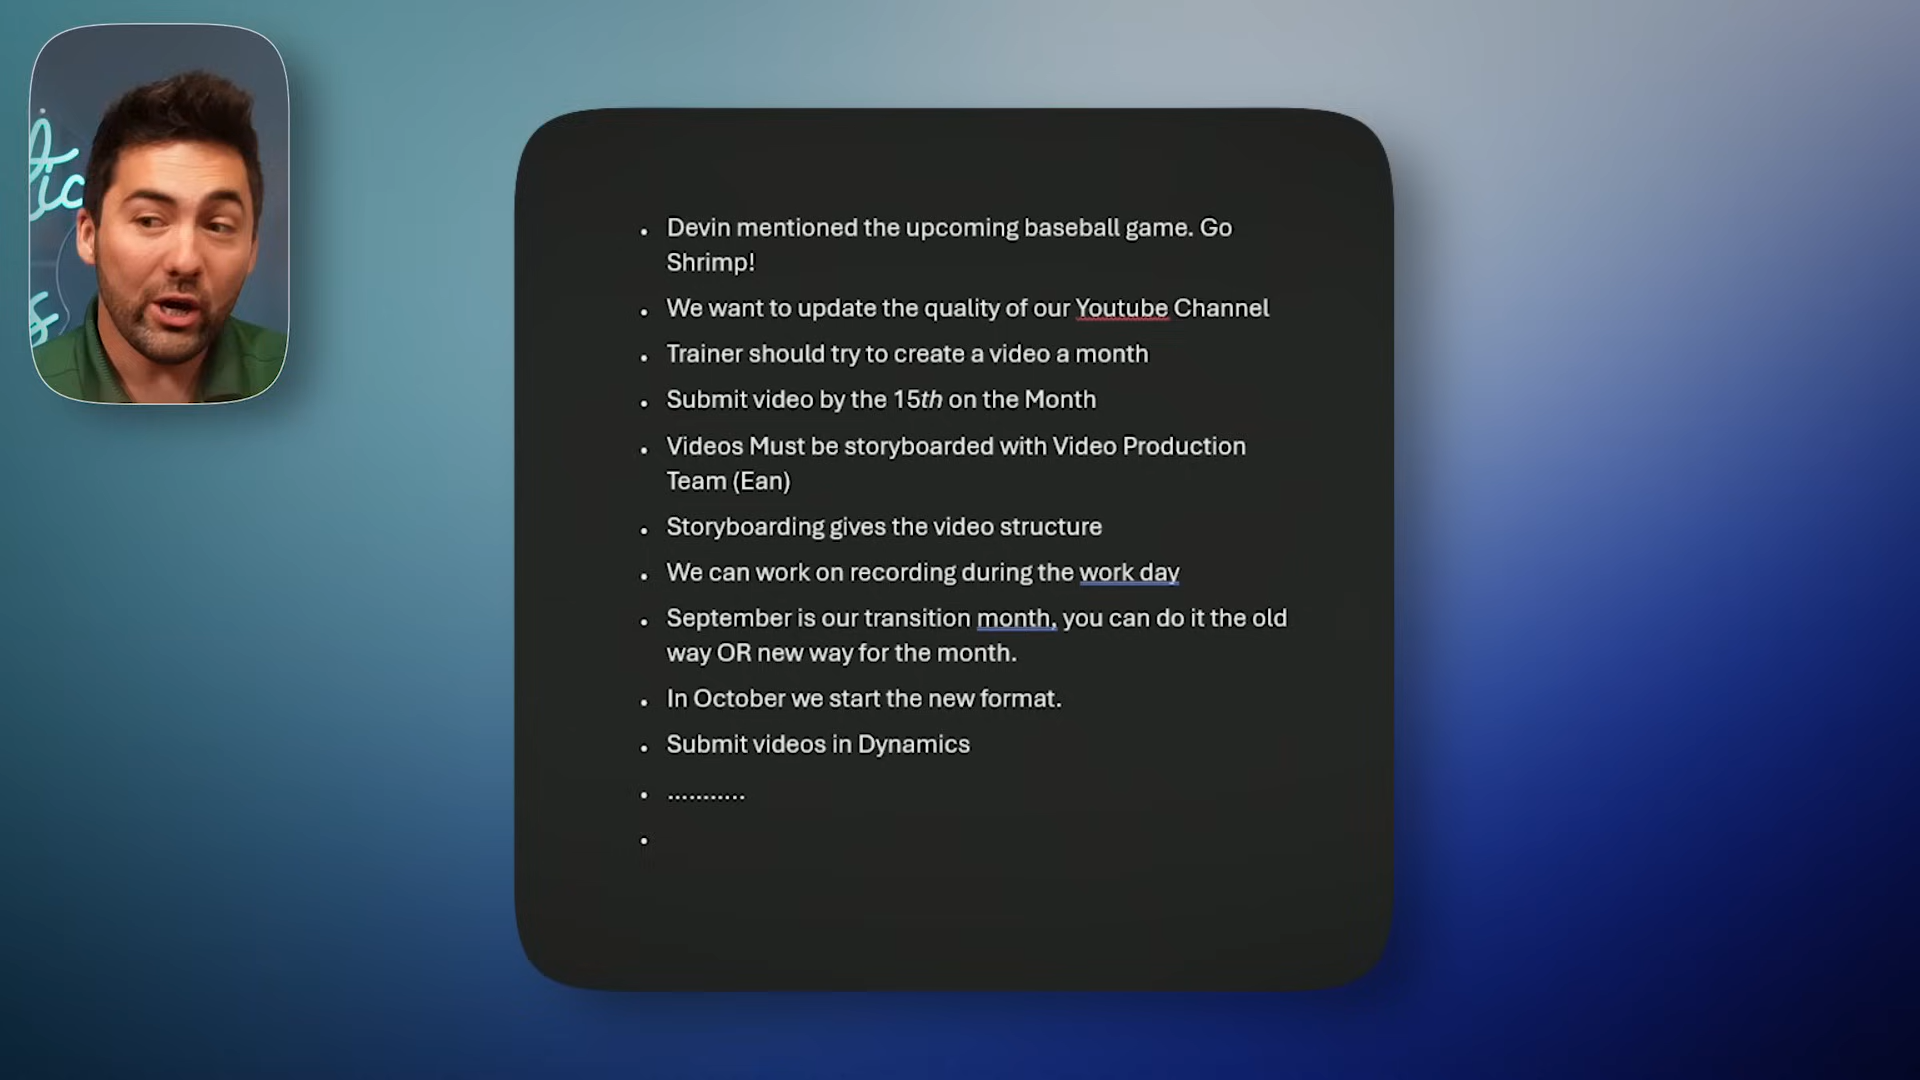 • Devin mentioned the upcoming baseball game. Go
Shrimp!
• We want to update the quality of our Youtube Channel
• Trainer should try to create a video a month
• Submit video by the 15th on the Month
• Videos Must be storyboarded with Video Production
Team (Ean)
• Storyboarding gives the video structure
• We can work on recording during the work day
• September is our transition month, you can do it the old
way OR new way for the month.
• In October we start the new format.
• Submit videos in Dynamics
• ...........
•